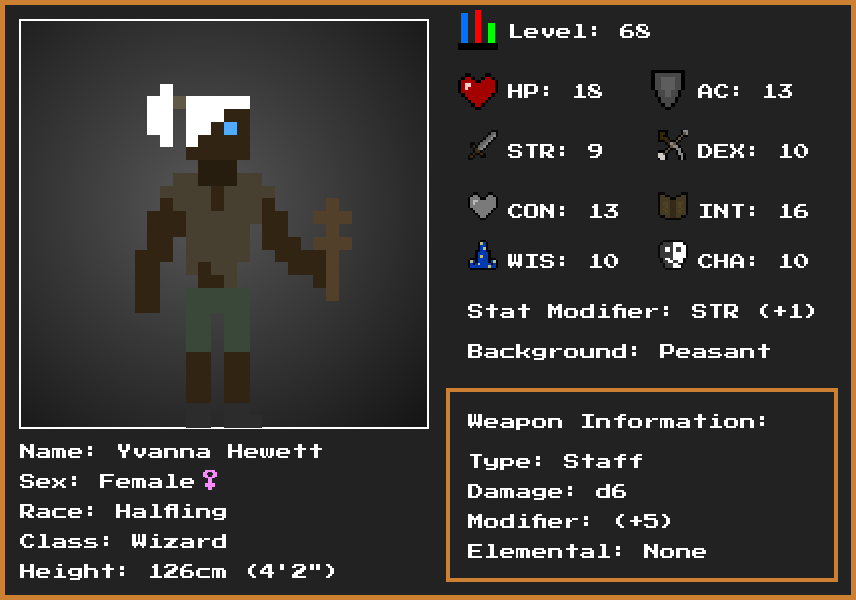 Level: 68
HP: 18
AC: 13
STR: 9
DEX: 10
CON: 13
INT: 16
WIS: 10
CHA: 10
Stat Modifier: STR (+1)
Background: Peasant
Name: Yvanna Hewett
Sex: Female♀
Race: Halfling
Class: Wizard
Height: 126cm (4'2")
Weapon Information:
Type: Staff
Damage: d6
Modifier: (+5)
Elemental: None